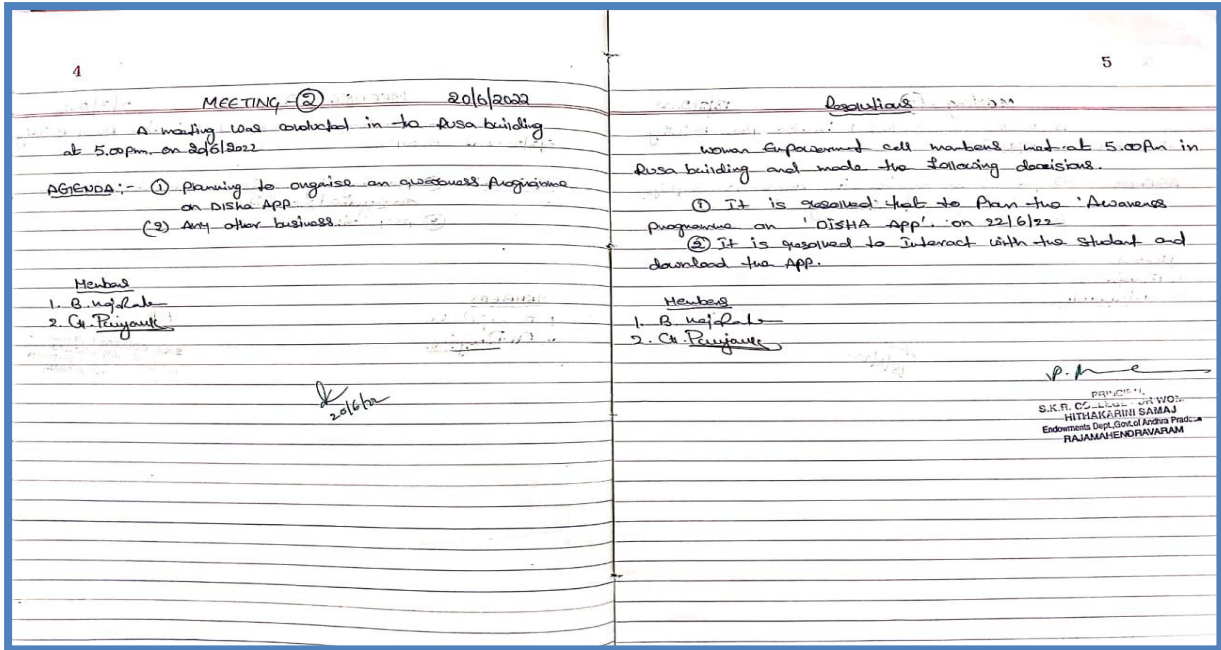 4
MEETING - ② 20/6/2022
A meeting was conducted in to Rusa building
at 5.00pm. on 20/6/2022
AGENDA :- ① Planning to organise an awareness Programme
on DISHA APP
(2) Any other business.
Members
1. B.
2. Ch. Priyanka
20/6/22
5
Resolutions
Women Empowerment cell members met at 5.00Pm in
Rusa building and made the following decisions.
① It is resolved that to Plan the 'Awareness
Programme on 'DISHA APP'. on 22/6/22
② It is resolved to Interact with the student and
download the APP.
Members
1. B.
2. Ch. Priyanka
PRINCIPAL
S.K.R. COLLEGE FOR WOMEN
HITHAKARINI SAMAJ
Endowments Dept., Govt.of Andhra Pradesh
RAJAMAHENDRAVARAM